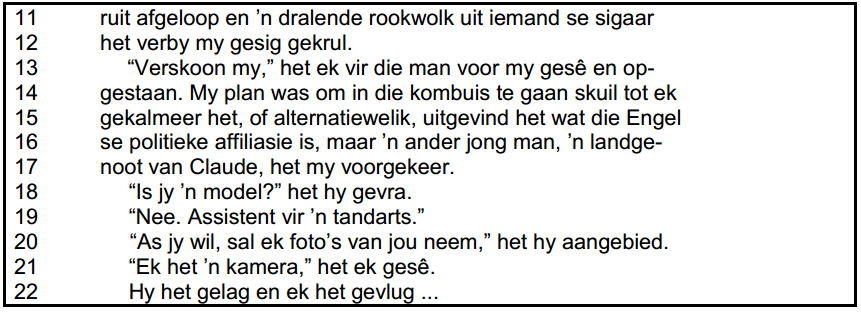 11 ruit afgeloop en ’n dralende rookwolk uit iemand se sigaar
12 het verby my gesig gekrul.
13 “Verskoon my,” het ek vir die man voor my gesê en op-
14 gestaan. My plan was om in die kombuis te gaan skuil tot ek
15 gekalmeer het, of alternatiewelik, uitgevind het wat die Engel
16 se politieke affiliasie is, maar ’n ander jong man, ’n landge-
17 noot van Claude, het my voorgekeer.
18 “Is jy ’n model?” het hy gevra.
19 “Nee. Assistent vir ’n tandarts.”
20 “As jy wil, sal ek foto’s van jou neem,” het hy aangebied.
21 “Ek het ’n kamera,” het ek gesê.
22 Hy het gelag en ek het gevlug ...